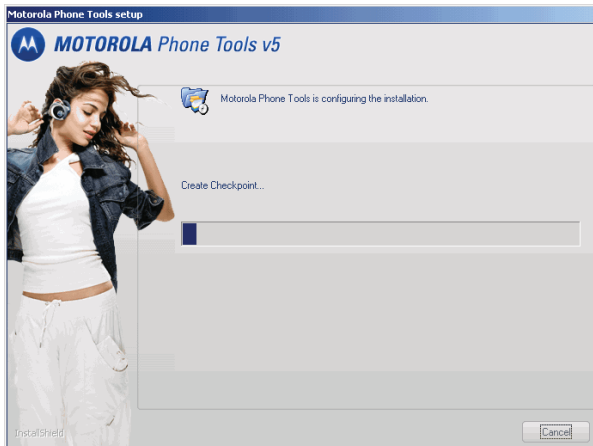 Motorola Phone Tools setup
MOTOROLA Phone Tools v5
Motorola Phone Tools is configuring the installation.
Create Checkpoint...
InstallShield
Cancel